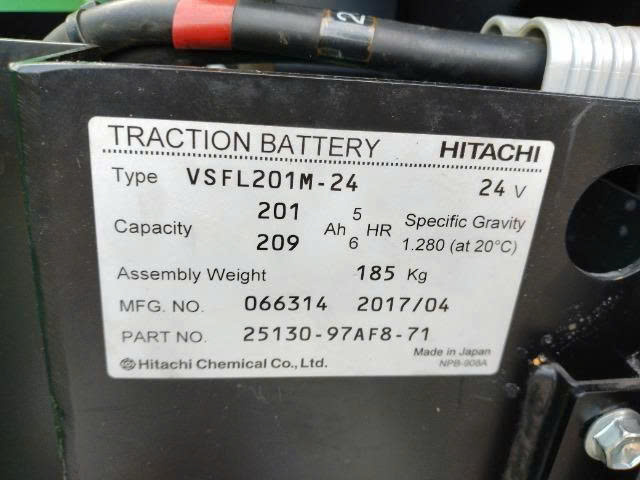 2
TRACTION BATTERY HITACHI
Type VSFL201M-24 24 V
Capacity 201 Ah 5 HR Specific Gravity
209 6 1.280 (at 20°C)
Assembly Weight 185 Kg
MFG. NO. 066314 2017/04
PART NO. 25130-97AF8-71
Hitachi Chemical Co., Ltd. Made in Japan
NPB-908A